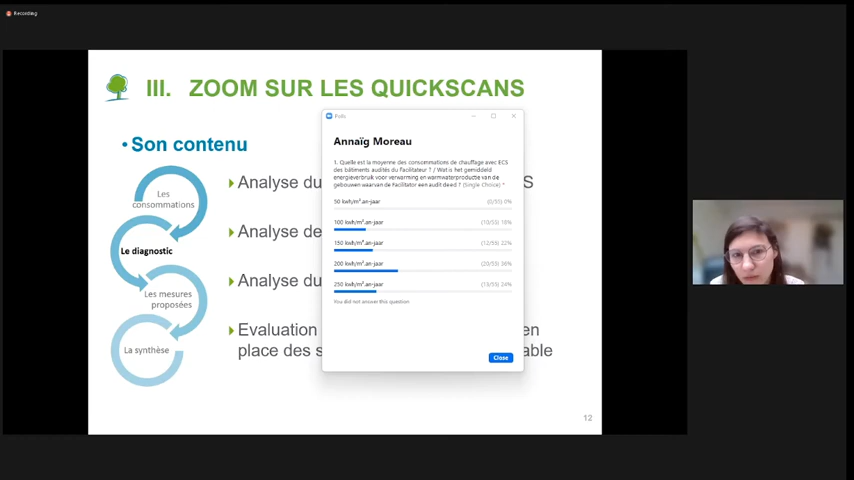 Recording
III. ZOOM SUR LES QUICKSCANS
• Son contenu
Les
consommations
Le diagnostic
Les mesures
proposées
La synthèse
Analyse du
S
Analyse de
Analyse du
Evaluation
en
place des s
able
12
Polls
Annaïg Moreau
1. Quelle est la moyenne des consommations de chauffage avec ECS
des bâtiments audités du Facilitateur ? / Wat is het gemiddeld
energieverbruik voor verwarming en warmwaterproductie van de
gebouwen waarvan de Facilitator een audit deed ? (Single Choice) *
50 kwh/m².an-jaar (0/55) 0%
100 kwh/m².an-jaar (10/55) 18%
150 kwh/m².an-jaar (12/55) 22%
200 kwh/m².an-jaar (20/55) 36%
250 kwh/m².an-jaar (13/55) 24%
You did not answer this question
Close